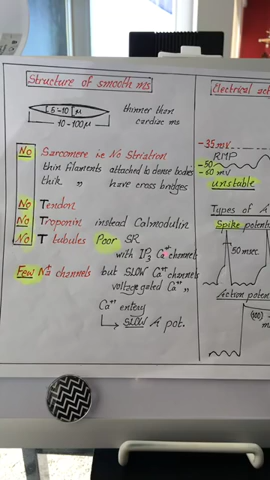 Structure of smooth ms
5-10 μ
10-100μ
thinner than
cardiac ms
No Sarcomere i.e No Striation
thin filaments attached to dense bodies
thik " have cross bridges
No Tendon
No Troponin instead Calmodulin
No T tubules Poor SR
with IP3 Ca++ channels
Few Na+ channels but SLOW Ca++ channels
voltage gated Ca++ "
Ca++ entery
SLOW A pot.
Electrical act
-35 mv
RMP
-50
-60 mv
unstable
Types of A
Spike potent
50 msec
Action poten
(100)
m